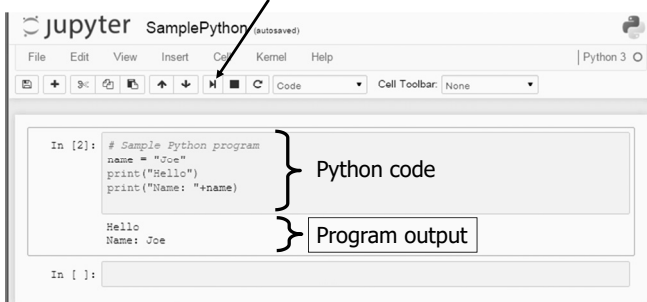 jupyter SamplePython (autosaved)
File Edit View Insert Cell Kernel Help Python 3
Code Cell Toolbar: None
In [2]: # Sample Python program
name = "Joe"
print("Hello")
print("Name: "+name)
Python code
Hello
Name: Joe
Program output
In [ ]: